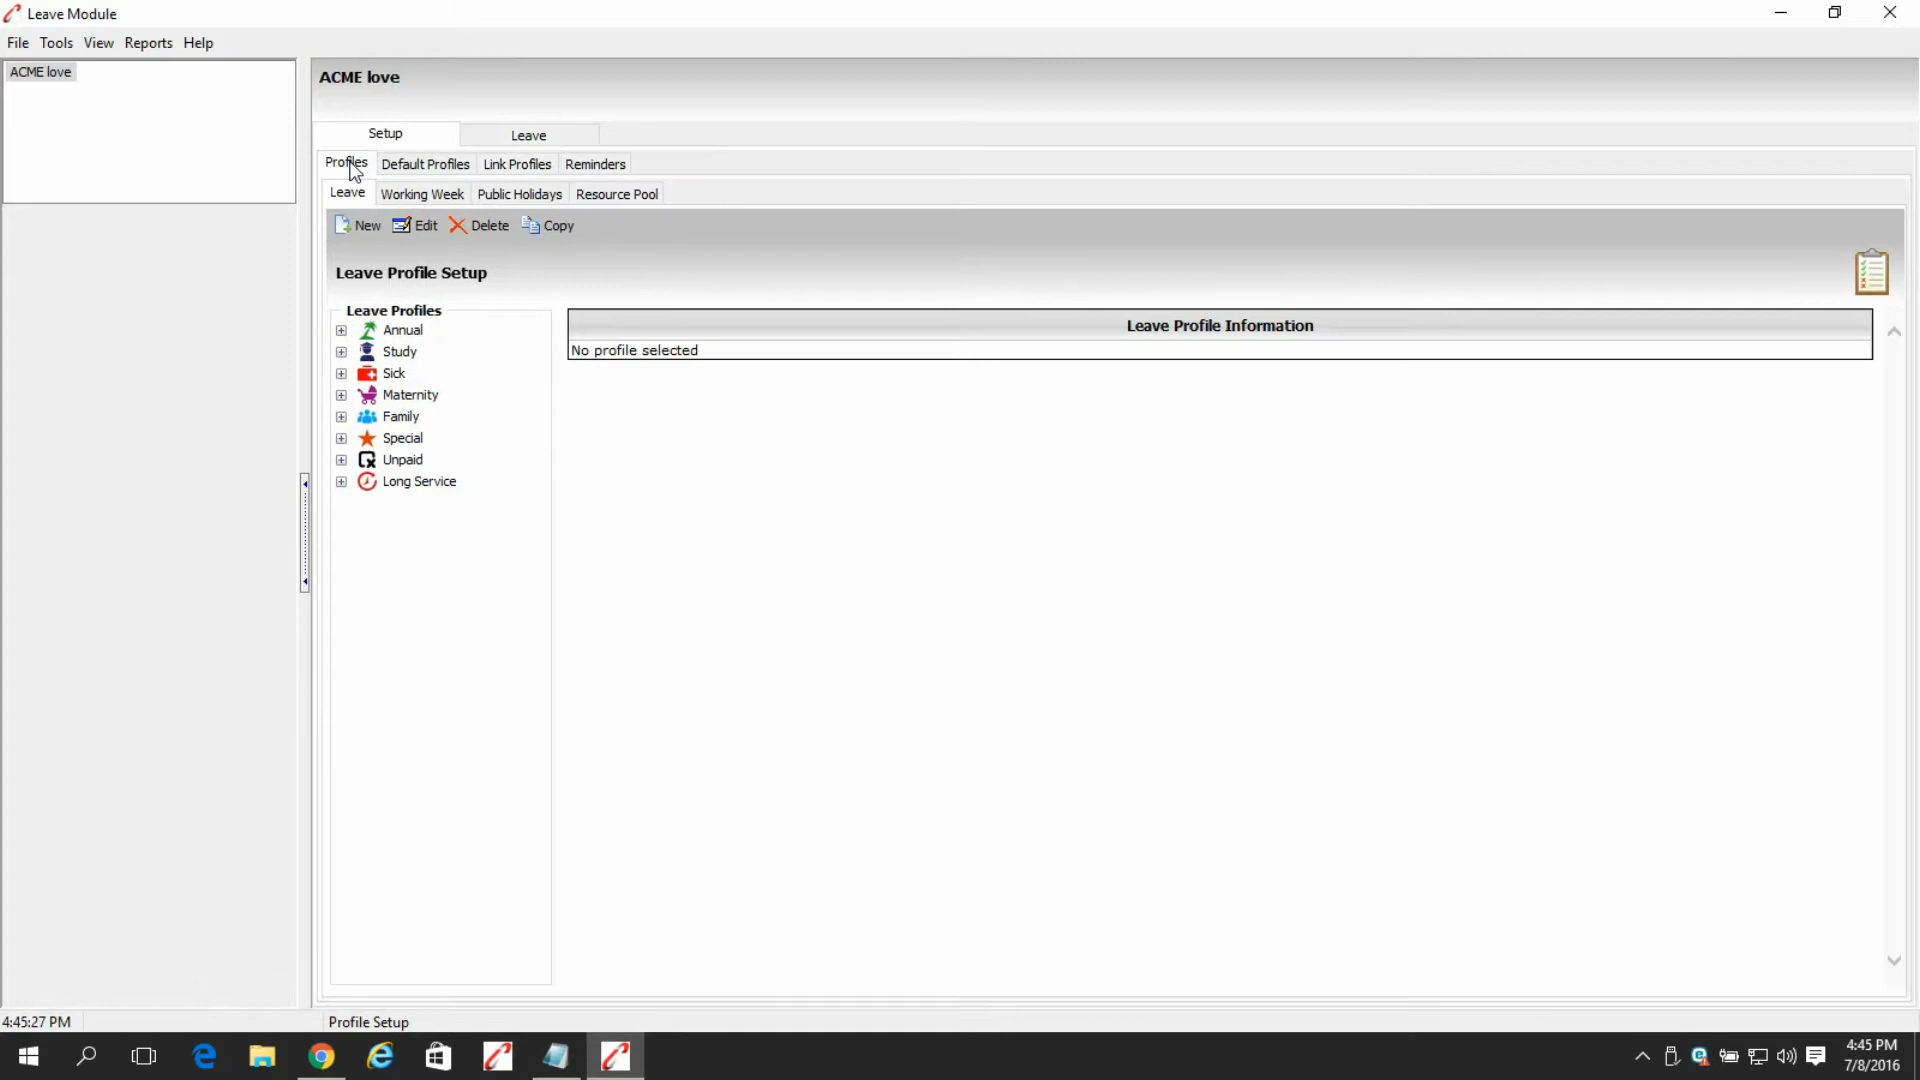 Leave Module
File Tools View Reports Help
ACME love
ACME love
Setup Leave
Profiles Default Profiles Link Profiles Reminders
Leave Working Week Public Holidays Resource Pool
New Edit Delete Copy
Leave Profile Setup
Leave Profiles
Annual
Study
Sick
Maternity
Family
Special
Unpaid
Long Service
Leave Profile Information
No profile selected
4:45:27 PM Profile Setup
4:45 PM
7/8/2016